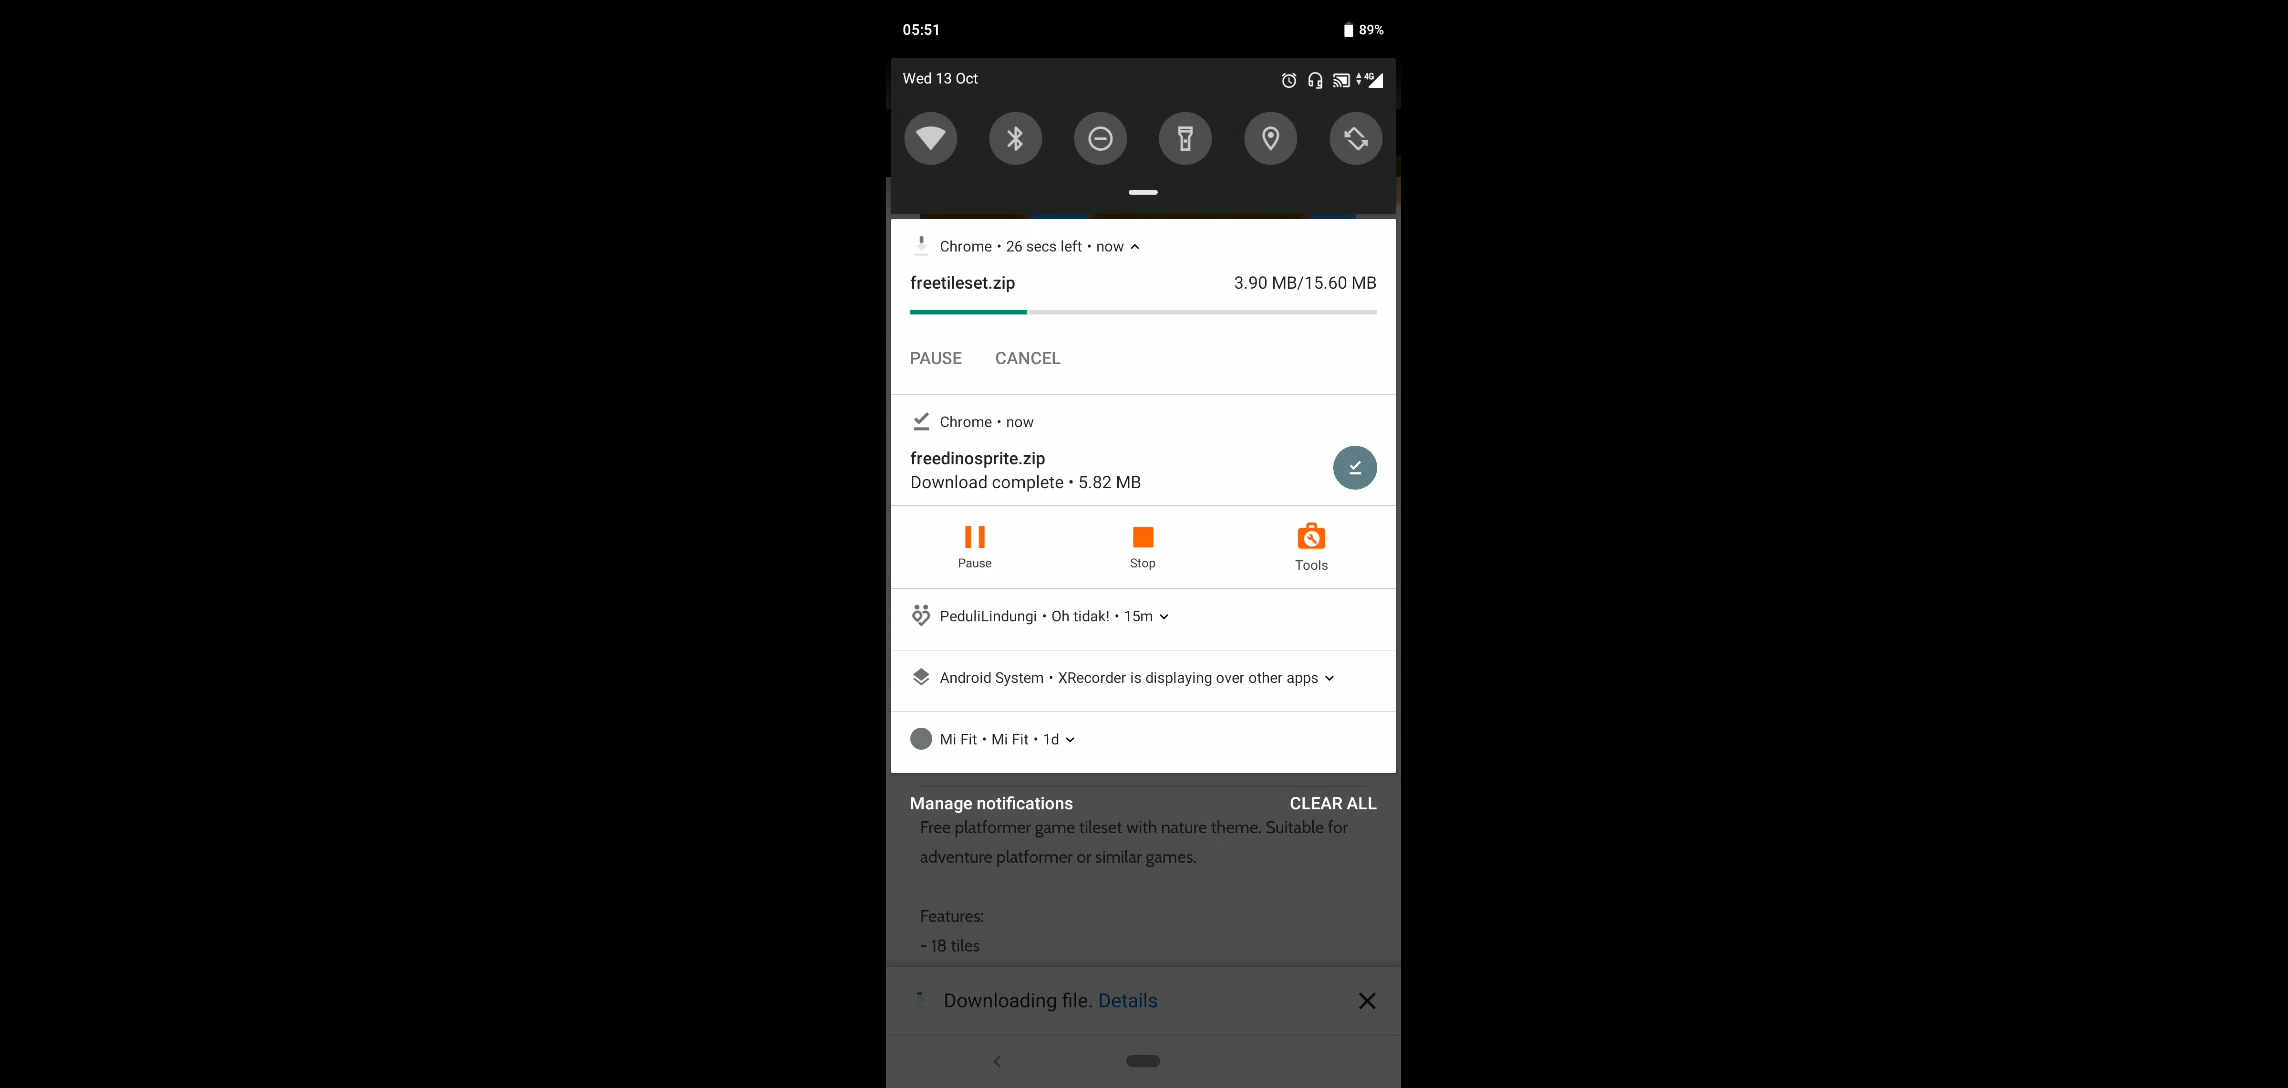 05:51
89%
Wed 13 Oct
4G
Chrome • 26 secs left • now
freetileset.zip
3.90 MB/15.60 MB
PAUSE CANCEL
Chrome • now
freedinosprite.zip
Download complete • 5.82 MB
Pause
Stop
Tools
PeduliLindungi • Oh tidak! • 15m
Android System • XRecorder is displaying over other apps
Mi Fit • Mi Fit • 1d
Manage notifications
CLEAR ALL
Free platformer game tileset with nature theme. Suitable for
adventure platformer or similar games.
Features:
- 18 tiles
Downloading file. Details